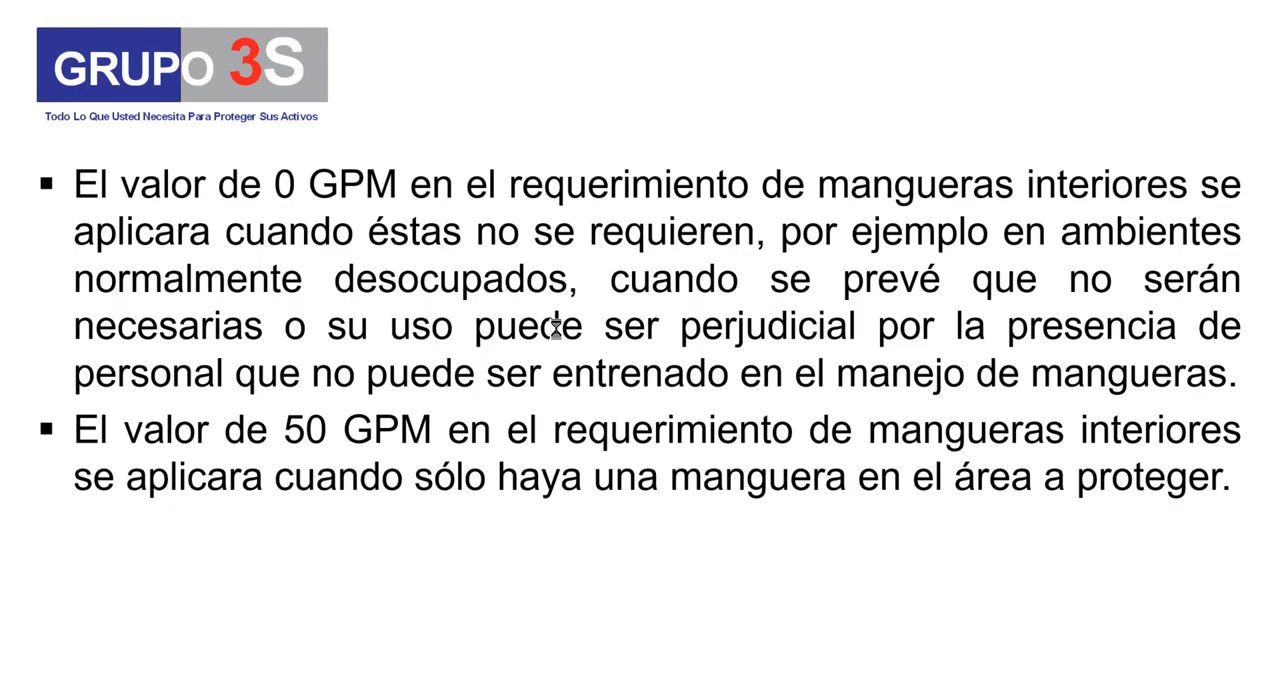 GRUPO 3S
Todo Lo Que Usted Necesita Para Proteger Sus Activos
▪ El valor de 0 GPM en el requerimiento de mangueras interiores se
aplicara cuando éstas no se requieren, por ejemplo en ambientes
normalmente desocupados, cuando se prevé que no serán
necesarias o su uso puede ser perjudicial por la presencia de
personal que no puede ser entrenado en el manejo de mangueras.
▪ El valor de 50 GPM en el requerimiento de mangueras interiores
se aplicara cuando sólo haya una manguera en el área a proteger.